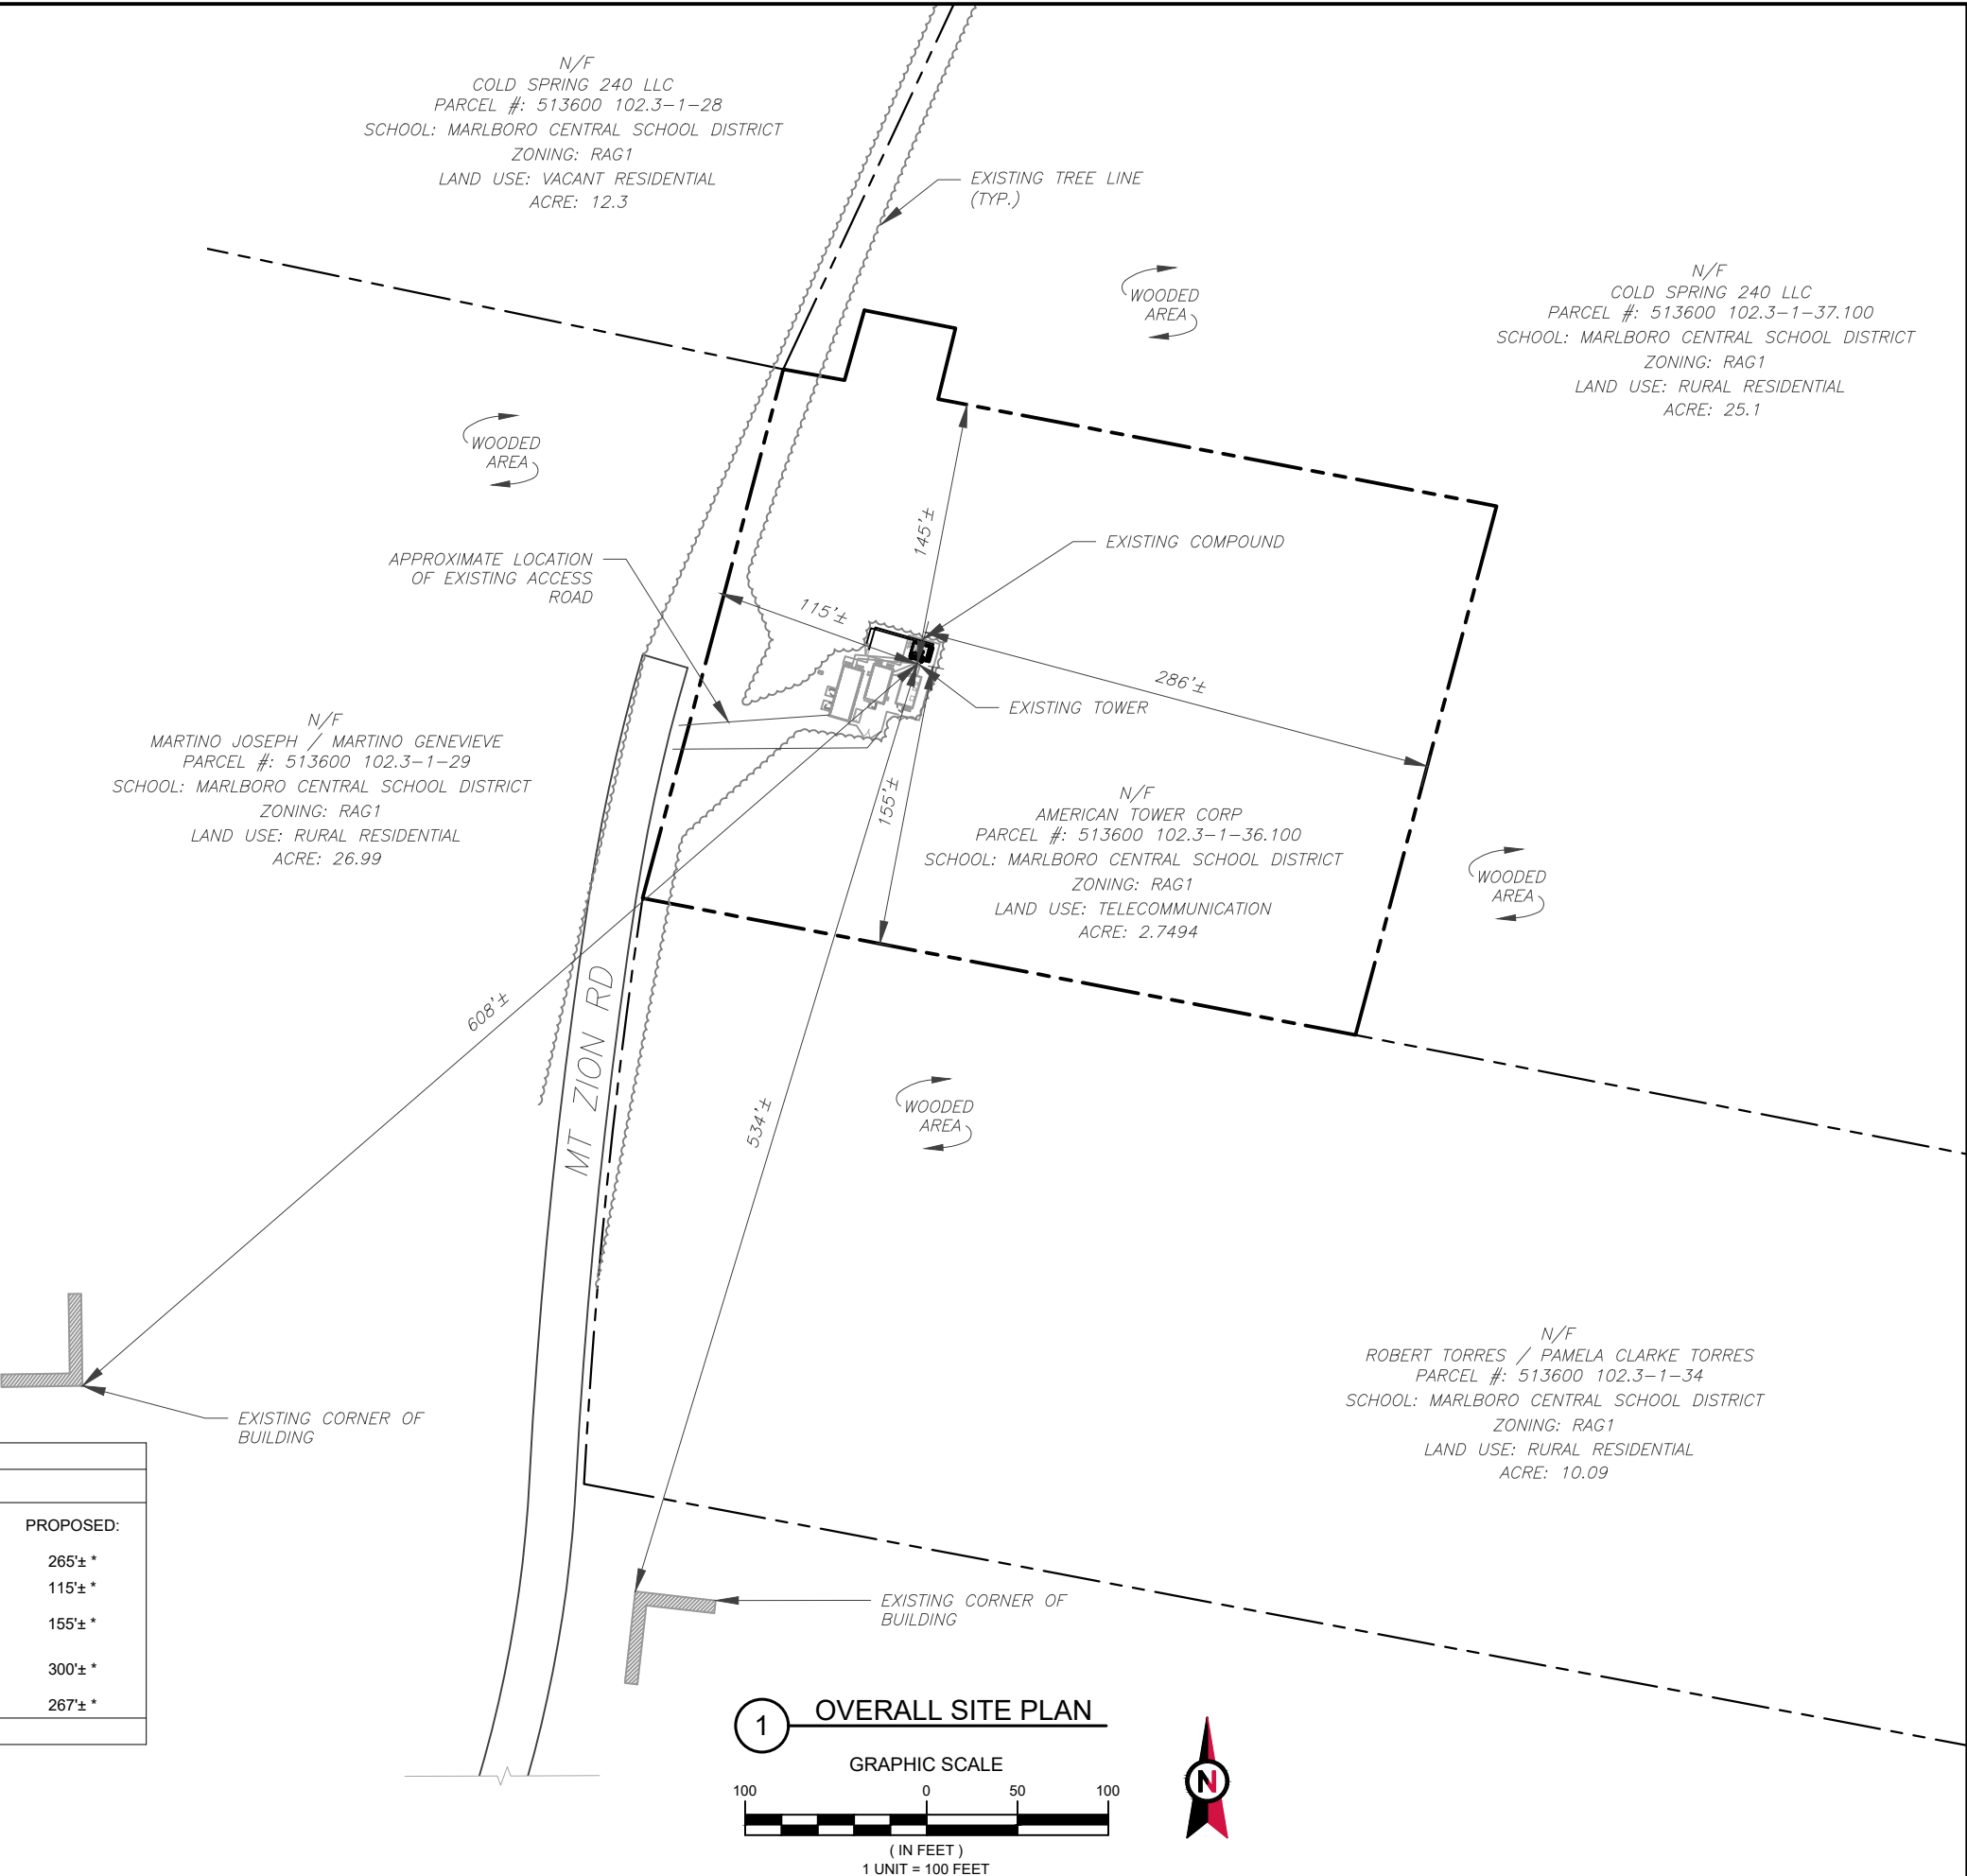 N/F
COLD SPRING 240 LLC
PARCEL #: 513600 102.3-1-28
SCHOOL: MARLBORO CENTRAL SCHOOL DISTRICT
ZONING: RAG1
LAND USE: VACANT RESIDENTIAL
ACRE: 12.3
EXISTING TREE LINE
(TYP.)
WOODED
AREA
N/F
COLD SPRING 240 LLC
PARCEL #: 513600 102.3-1-37.100
SCHOOL: MARLBORO CENTRAL SCHOOL DISTRICT
ZONING: RAG1
LAND USE: RURAL RESIDENTIAL
ACRE: 25.1
WOODED
AREA
145'±
EXISTING COMPOUND
APPROXIMATE LOCATION
OF EXISTING ACCESS
ROAD
115'±
286'±
EXISTING TOWER
N/F
MARTINO JOSEPH / MARTINO GENEVIEVE
PARCEL #: 513600 102.3-1-29
SCHOOL: MARLBORO CENTRAL SCHOOL DISTRICT
ZONING: RAG1
LAND USE: RURAL RESIDENTIAL
ACRE: 26.99
155'±
N/F
AMERICAN TOWER CORP
PARCEL #: 513600 102.3-1-36.100
SCHOOL: MARLBORO CENTRAL SCHOOL DISTRICT
ZONING: RAG1
LAND USE: TELECOMMUNICATION
ACRE: 2.7494
WOODED
AREA
608'±
MT ZION RD
534'±
WOODED
AREA
N/F
ROBERT TORRES / PAMELA CLARKE TORRES
PARCEL #: 513600 102.3-1-34
SCHOOL: MARLBORO CENTRAL SCHOOL DISTRICT
ZONING: RAG1
LAND USE: RURAL RESIDENTIAL
ACRE: 10.09
EXISTING CORNER OF
BUILDING
PROPOSED:
265'± *
115'± *
155'± *
300'± *
267'± *
EXISTING CORNER OF
BUILDING
1 OVERALL SITE PLAN
GRAPHIC SCALE
100 0 50 100
( IN FEET )
1 UNIT = 100 FEET
N